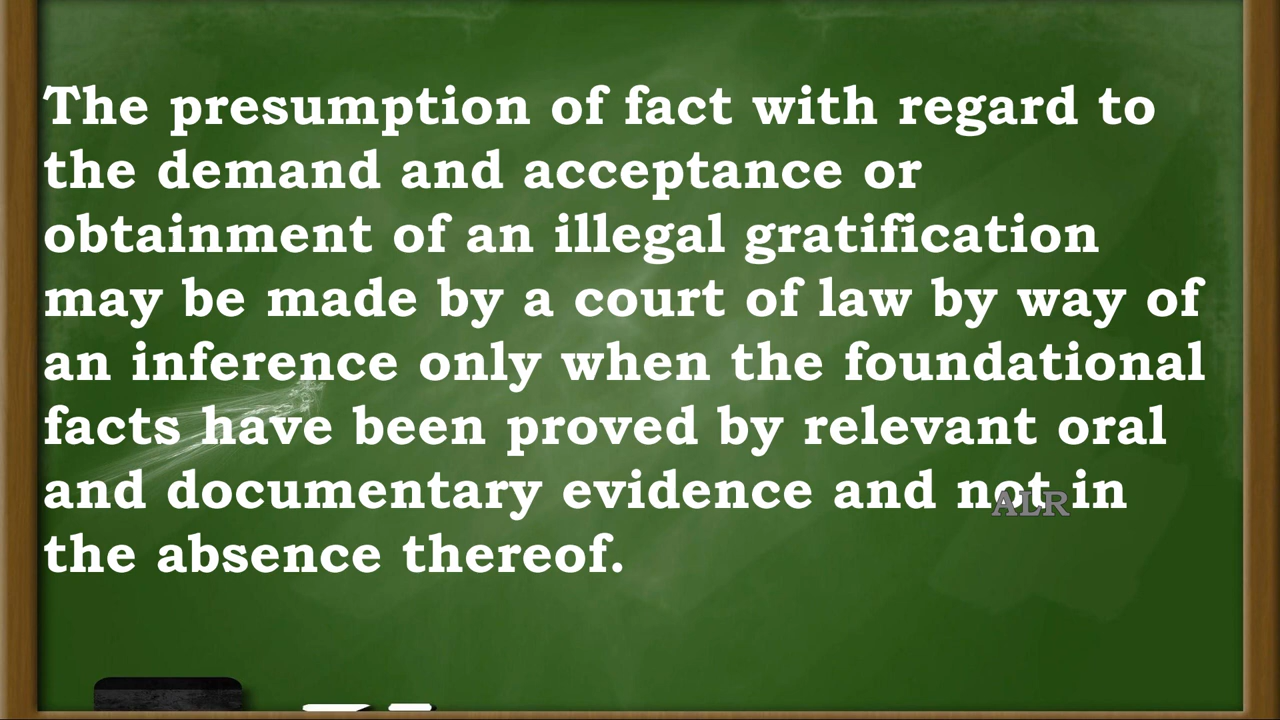 The presumption of fact with regard to
the demand and acceptance or
obtainment of an illegal gratification
may be made by a court of law by way of
an inference only when the foundational
facts have been proved by relevant oral
and documentary evidence and not in
ALR
the absence thereof.